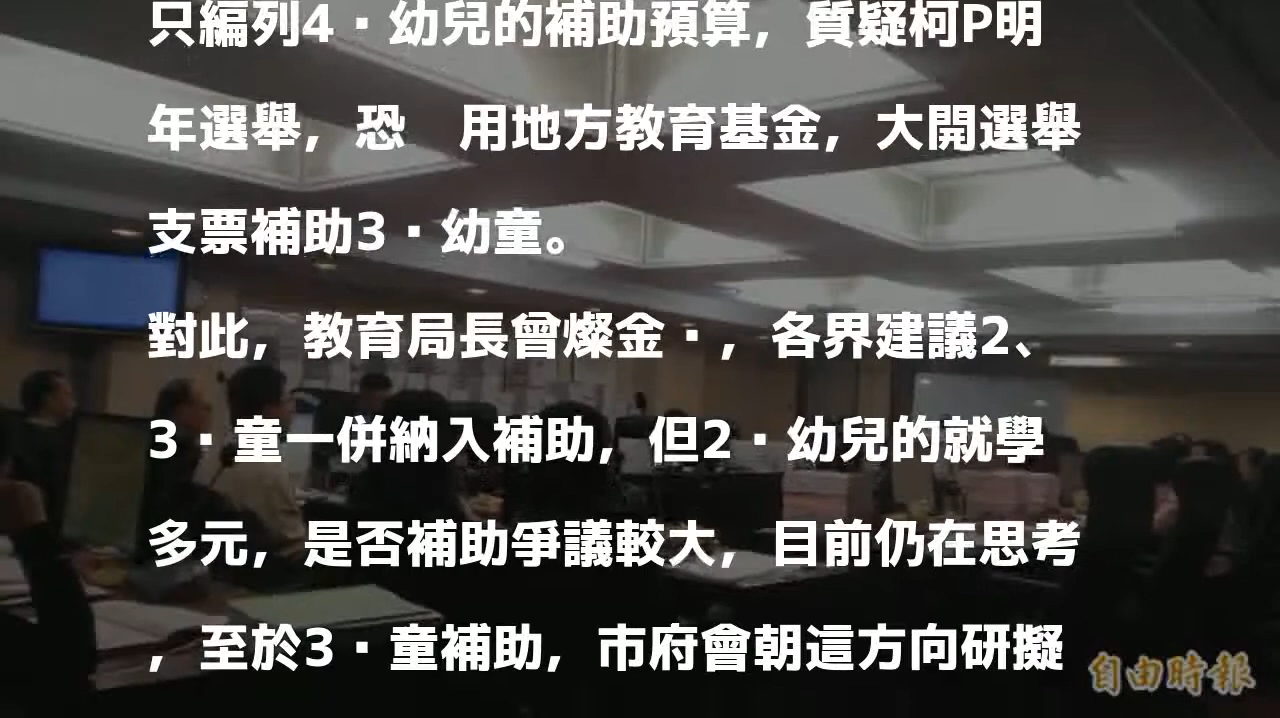 只編列4·幼兒的補助預算，質疑柯P明
年選舉，恐　用地方教育基金，大開選舉
支票補助3·幼童。
對此，教育局長曾燦金·，各界建議2、
3·童一併納入補助，但2·幼兒的就學
多元，是否補助爭議較大，目前仍在思考
，至於3·童補助，市府會朝這方向研擬
自由時報